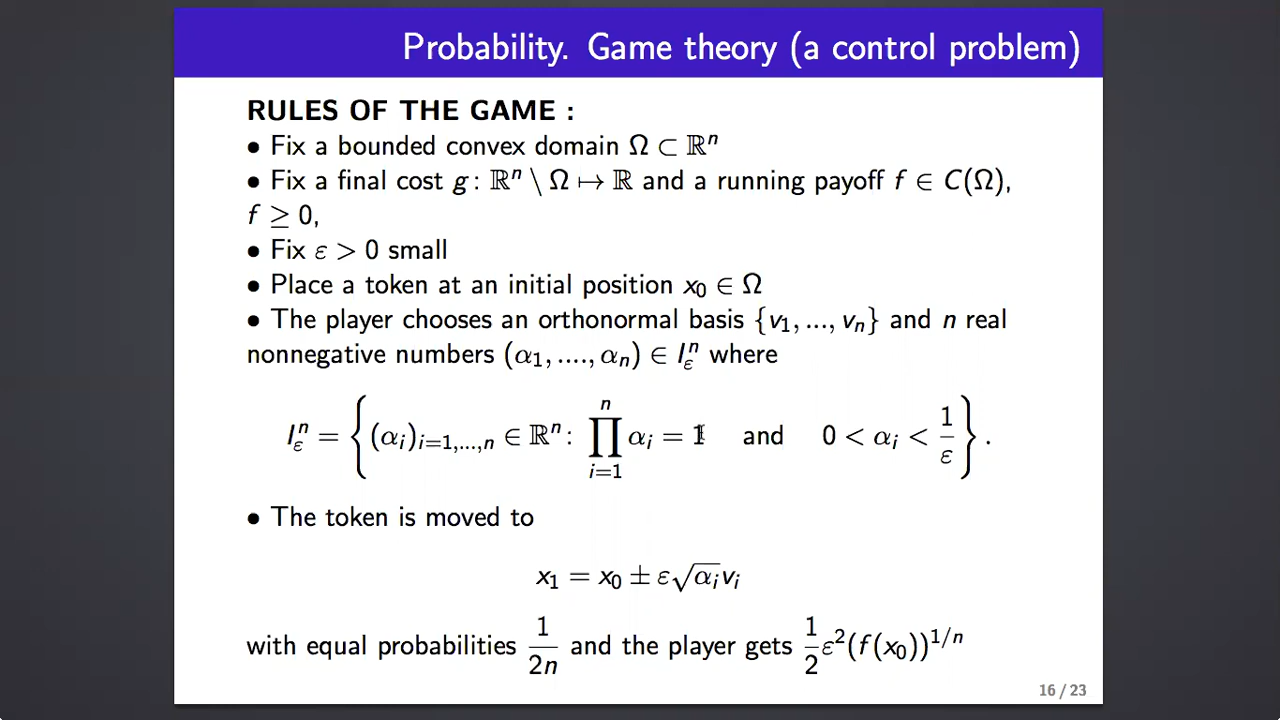 Probability. Game theory (a control problem)
RULES OF THE GAME :
• Fix a bounded convex domain Ω ⊂ ℝⁿ
• Fix a final cost g: ℝⁿ \ Ω ↦ ℝ and a running payoff f ∈ C(Ω),
f ≥ 0,
• Fix ε > 0 small
• Place a token at an initial position x₀ ∈ Ω
• The player chooses an orthonormal basis {v₁, ..., vₙ} and n real
nonnegative numbers (α₁, ...., αₙ) ∈ Iⁿ_ε where
Iⁿ_ε = { (αᵢ)ᵢ₌₁,...,ₙ ∈ ℝⁿ: ∏ⁿᵢ₌₁ αᵢ = 1 and 0 < αᵢ < 1/ε } .
• The token is moved to
x₁ = x₀ ± ε√αᵢ vᵢ
with equal probabilities 1/2n and the player gets 1/2 ε²(f(x₀))^{1/n}
16 / 23